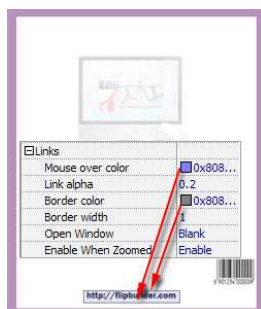 Links
Mouse over color 0x808...
Link alpha 0.2
Border color 0x808...
Border width 1
Open Window Blank
Enable When Zoomed Enable
http://flipbuilder.com